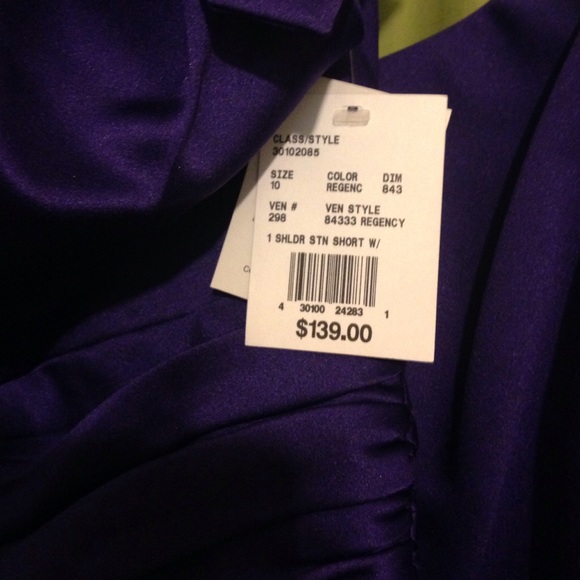 CLASS/STYLE
30102085
SIZE COLOR DIM
10 REGENC 843
VEN # VEN STYLE
298 84333 REGENCY
1 SHLDR STN SHORT W/
4 30100 24283 1
$139.00